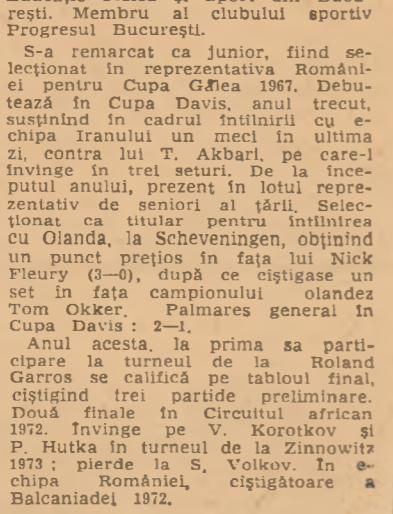 rești. Membru al clubului sportiv
Progresul București.
S-a remarcat ca junior, fiind se-
lecționat în reprezentativa Români-
ei pentru Cupa Galea 1967. Debu-
tează în Cupa Davis, anul trecut,
susținînd în cadrul întîlnirii cu e-
chipa Iranului un meci în ultima
zi, contra lui T. Akbari, pe care-l
învinge în trei seturi. De la înce-
putul anului, prezent în lotul repre-
zentativ de seniori al țării. Selec-
ționat ca titular pentru întîlnirea
cu Olanda, la Scheveningen, obținînd
un punct prețios în fața lui Nick
Fleury (3—0), după ce cîștigase un
set în fața campionului olandez
Tom Okker. Palmares general în
Cupa Davis : 2—1.
Anul acesta, la prima sa parti-
cipare la turneul de la Roland
Garros se califică pe tabloul final,
cîștigînd trei partide preliminare.
Două finale în Circuitul african
1972. Învinge pe V. Korotkov și
P. Hutka în turneul de la Zinnowitz
1973 ; pierde la S. Volkov. În e-
chipa României, cîștigătoare a
Balcaniadei 1972.